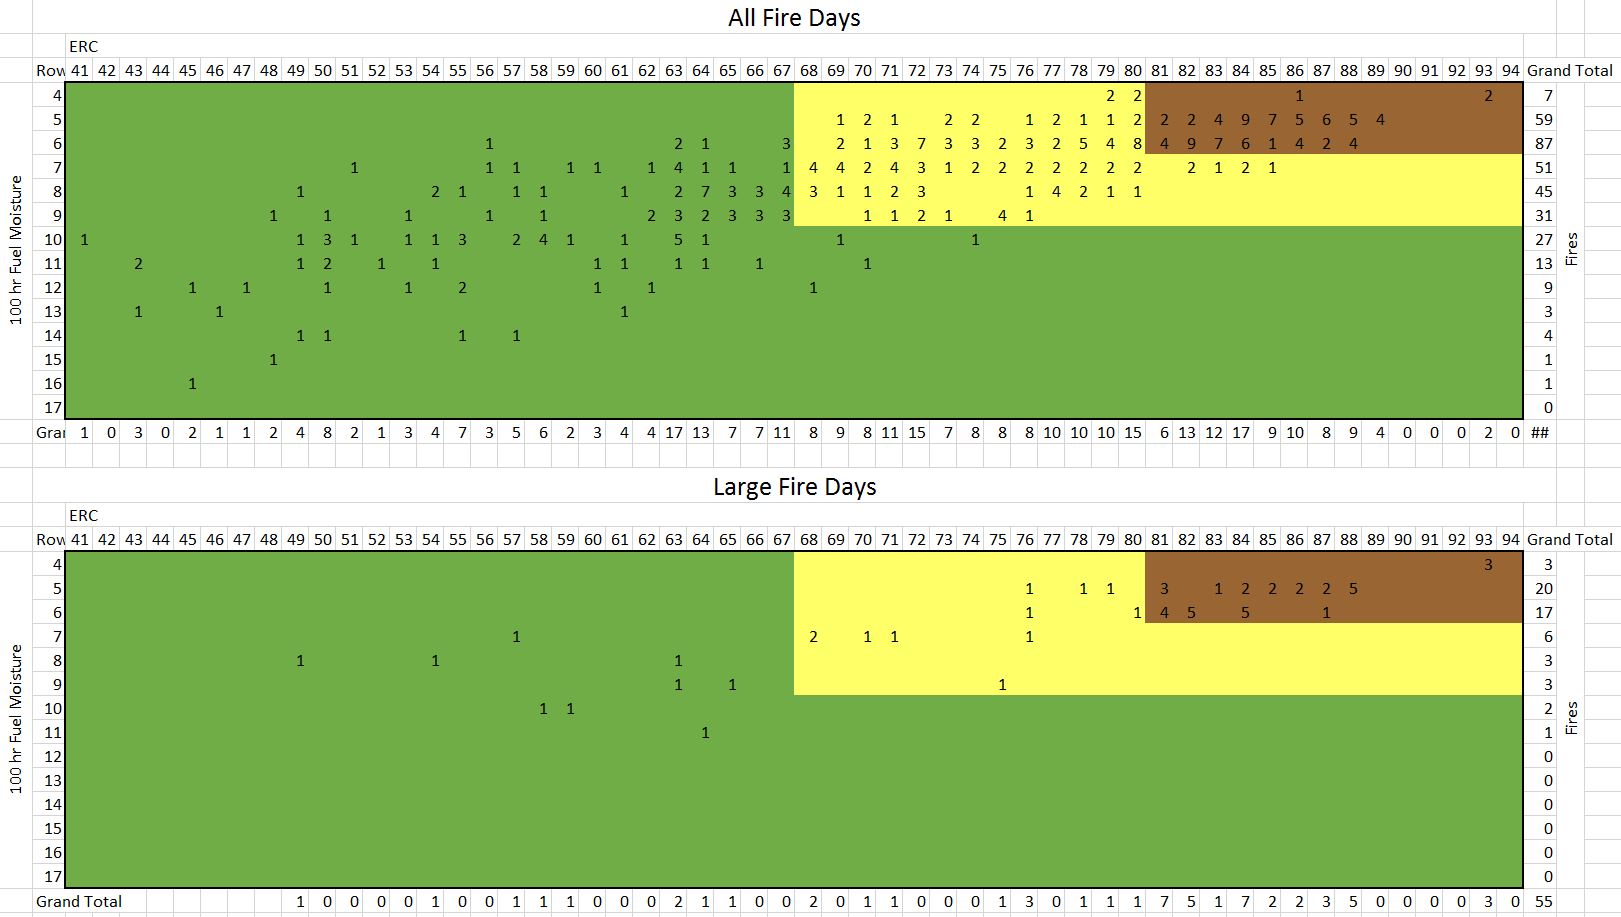 All Fire Days
ERC
Row 41 42 43 44 45 46 47 48 49 50 51 52 53 54 55 56 57 58 59 60 61 62 63 64 65 66 67 68 69 70 71 72 73 74 75 76 77 78 79 80 81 82 83 84 85 86 87 88 89 90 91 92 93 94 Grand Total
100 hr Fuel Moisture
4 2 2 1 2 7
5 1 2 1 2 2 1 2 1 1 2 2 2 4 9 7 5 6 5 4 59
6 1 2 1 3 2 1 3 7 3 3 2 3 2 5 4 8 4 9 7 6 1 4 2 4 87
7 1 1 1 1 1 1 4 1 1 1 4 4 2 4 3 1 2 2 2 2 2 2 2 2 1 2 1 51
8 1 2 1 1 1 1 2 7 3 3 4 3 1 1 2 3 1 4 2 1 1 45
9 1 1 1 1 1 2 3 2 3 3 3 1 1 2 1 4 1 31
10 1 1 3 1 1 1 3 2 4 1 1 5 1 1 1 27
11 2 1 2 1 1 1 1 1 1 1 1 13
12 1 1 1 1 2 1 1 1 9
13 1 1 1 3
14 1 1 1 1 4
15 1 1
16 1 1
17 0
Fires
Gra 1 0 3 0 2 1 1 2 4 8 2 1 3 4 7 3 5 6 2 3 4 4 17 13 7 7 11 8 9 8 11 15 7 8 8 8 10 10 10 15 6 13 12 17 9 10 8 9 4 0 0 0 2 0 ##
Large Fire Days
ERC
Row 41 42 43 44 45 46 47 48 49 50 51 52 53 54 55 56 57 58 59 60 61 62 63 64 65 66 67 68 69 70 71 72 73 74 75 76 77 78 79 80 81 82 83 84 85 86 87 88 89 90 91 92 93 94 Grand Total
100 hr Fuel Moisture
4 3 3
5 1 1 1 3 1 2 2 2 2 5 20
6 1 1 4 5 5 1 17
7 1 2 1 1 1 6
8 1 1 1 3
9 1 1 1 3
10 1 1 2
11 1 1
12 0
13 0
14 0
15 0
16 0
17 0
Fires
Grand Total 1 0 0 0 0 1 0 0 1 1 1 0 0 0 2 1 1 0 0 2 0 1 1 0 0 0 1 3 0 1 1 1 7 5 1 7 2 2 3 5 0 0 0 0 3 0 55